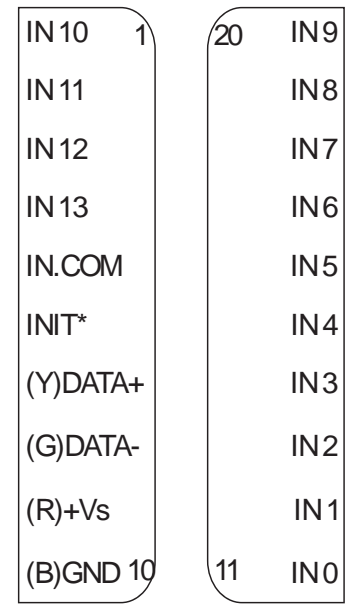 IN10 1 20 IN9
IN11 IN8
IN12 IN7
IN13 IN6
IN.COM IN5
INIT* IN4
(Y)DATA+ IN3
(G)DATA- IN2
(R)+Vs IN1
(B)GND 10 11 IN0